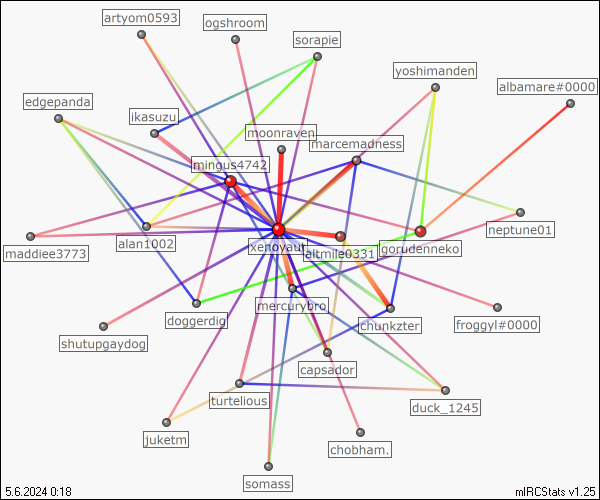 artyom0593
ogshroom
sorapie
yoshimanden
albamare#0000
edgepanda
ikasuzu
moonraven
marcemadness
mingus4742
neptune01
maddiee3773
alan1002
xenoyaut
altmile0331
gorudenneko
mercurybro
doggerdig
chunkzter
froggyl#0000
shutupgaydog
capsador
turtelious
duck_1245
juketm
chobham.
somass
5.6.2024 0:18
mIRCStats v1.25